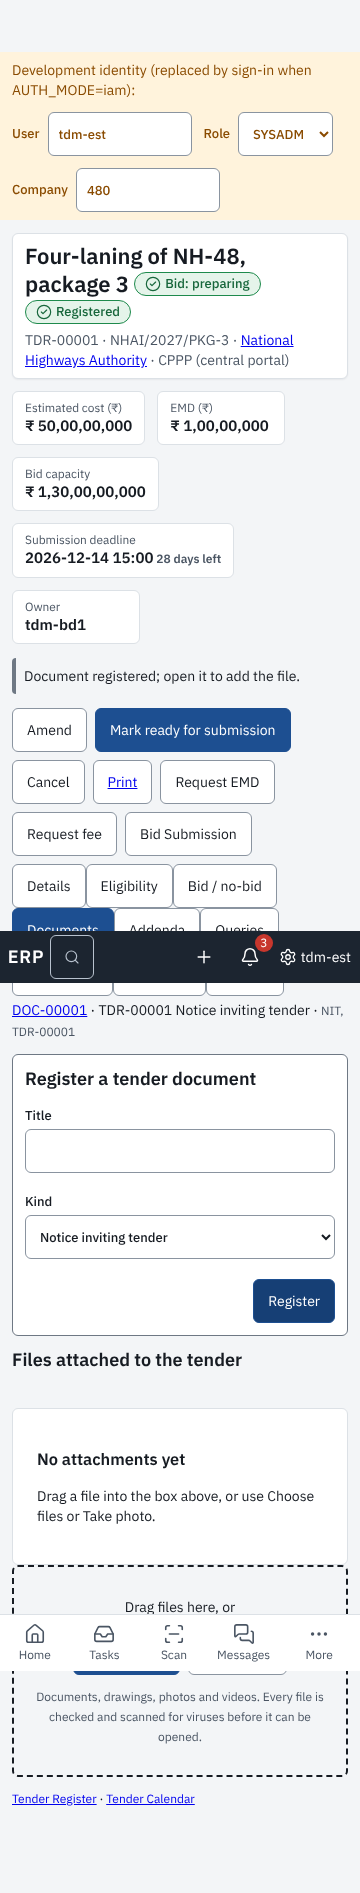 Development identity (replaced by sign-in when
AUTH_MODE=iam):
User tdm-est Role SYSADM
Company 480
Four-laning of NH-48,
package 3 Bid: preparing
Registered
TDR-00001 · NHAI/2027/PKG-3 · National
Highways Authority · CPPP (central portal)
Estimated cost (₹) EMD (₹)
₹ 50,00,00,000 ₹ 1,00,00,000
Bid capacity
₹ 1,30,00,00,000
Submission deadline
2026-12-14 15:00 28 days left
Owner
tdm-bd1
Document registered; open it to add the file.
Amend Mark ready for submission
Cancel Print Request EMD
Request fee Bid Submission
Details Eligibility Bid / no-bid
Documents Addenda Queries
ERP 3 tdm-est
DOC-00001 · TDR-00001 Notice inviting tender · NIT,
TDR-00001
Register a tender document
Title
Kind
Notice inviting tender
Register
Files attached to the tender
No attachments yet
Drag a file into the box above, or use Choose
files or Take photo.
Drag files here, or
Home Tasks Scan Messages More
Documents, drawings, photos and videos. Every file is
checked and scanned for viruses before it can be
opened.
Tender Register · Tender Calendar